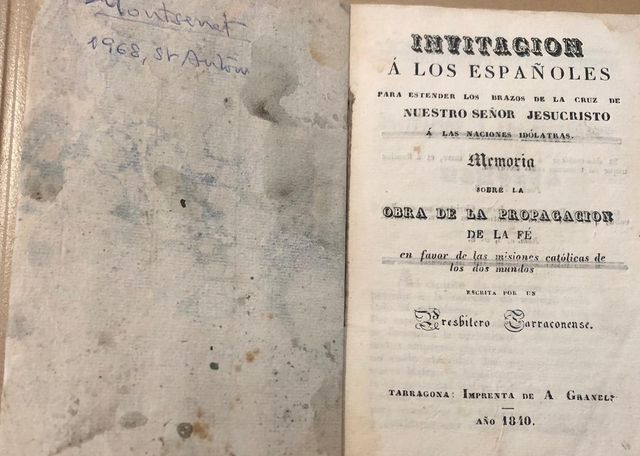 Montserrat
1968, St Antoni
INVITACION
Á LOS ESPAÑOLES
PARA ESTENDER LOS BRAZOS DE LA CRUZ DE
NUESTRO SEÑOR JESUCRISTO
Á LAS NACIONES IDÓLATRAS.
Memoria
SOBRE LA
OBRA DE LA PROPAGACION
DE LA FÉ
en favor de las misiones católicas de
los dos mundos
ESCRITA POR UN
Presbítero Tarraconense.
TARRAGONA: IMPRENTA DE A GRANELL
AÑO 1840.